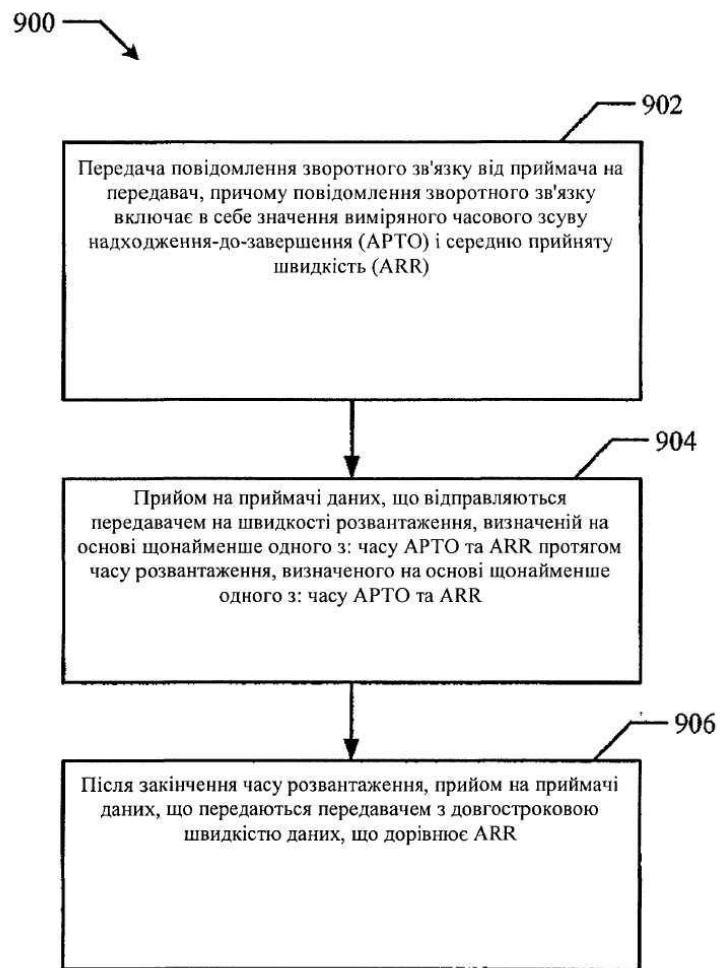 900
902
Передача повідомлення зворотного зв'язку від приймача на
передавач, причому повідомлення зворотного зв'язку
включає в себе значення виміряного часового зсуву
надходження-до-завершення (APTO) і середню прийняту
швидкість (ARR)
904
Прийом на приймачі даних, що відправляються
передавачем на швидкості розвантаження, визначеній на
основі щонайменше одного з: часу APTO та ARR протягом
часу розвантаження, визначеного на основі щонайменше
одного з: часу APTO та ARR
906
Після закінчення часу розвантаження, прийом на приймачі
даних, що передаються передавачем з довгостроковою
швидкістю даних, що дорівнює ARR